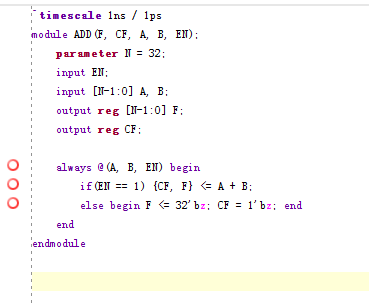 `timescale 1ns / 1ps
module ADD(F, CF, A, B, EN);
parameter N = 32;
input EN;
input [N-1:0] A, B;
output reg [N-1:0] F;
output reg CF;
always @(A, B, EN) begin
if(EN == 1) {CF, F} <= A + B;
else begin F <= 32'bz; CF = 1'bz; end
end
endmodule